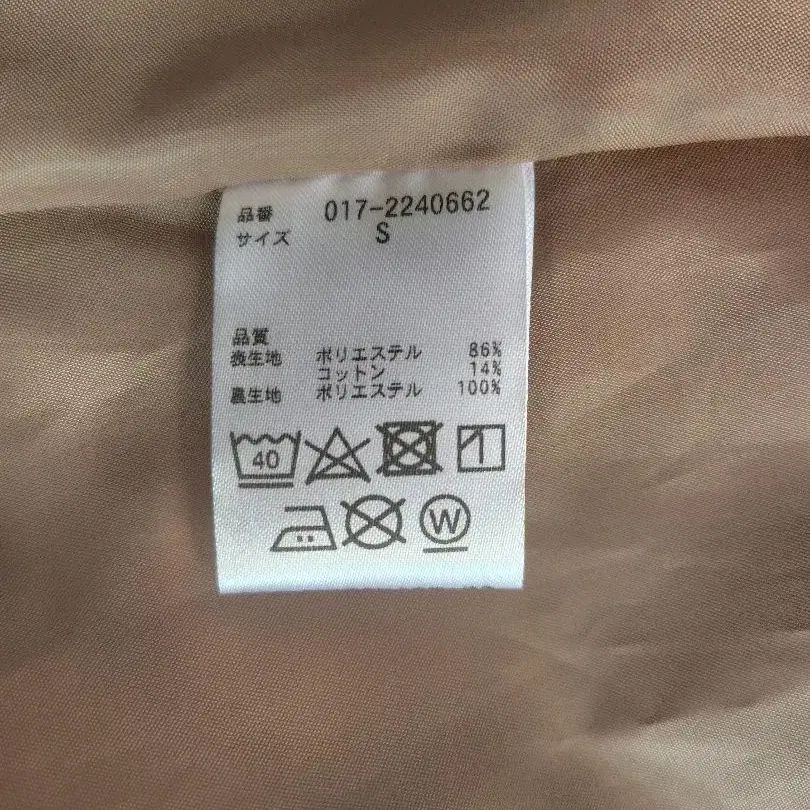 品番 017-2240662
サイズ S
品質
表生地 ポリエステル 86%
コットン 14%
裏生地 ポリエステル 100%
40
W